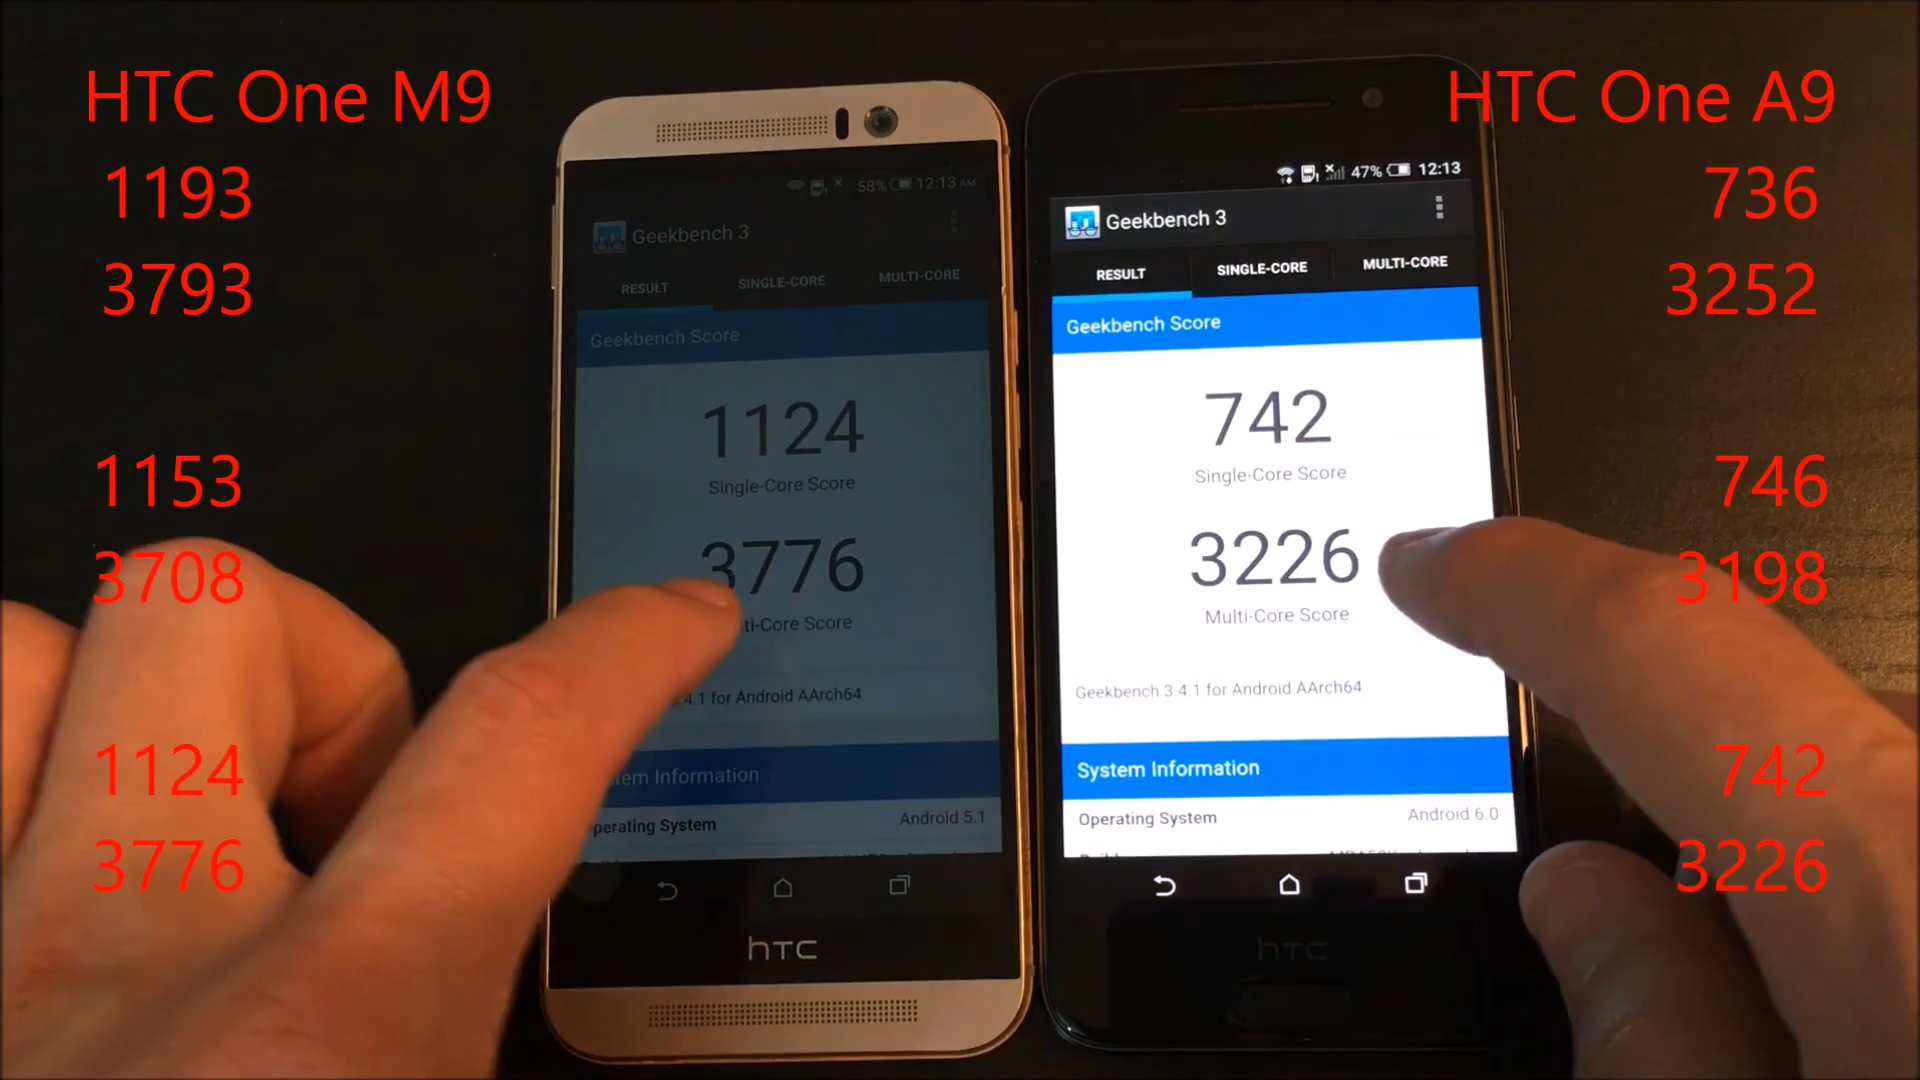 HTC One M9
1193
3793
1153
3708
1124
3776
58% 12:13 AM
Geekbench 3
RESULT SINGLE-CORE MULTI-CORE
Geekbench Score
1124
Single-Core Score
3776
ti-Core Score
4.1 for Android AArch64
em Information
perating System Android 5.1
htc
47% 12:13
Geekbench 3
RESULT SINGLE-CORE MULTI-CORE
Geekbench Score
742
Single-Core Score
3226
Multi-Core Score
Geekbench 3.4.1 for Android AArch64
System Information
Operating System Android 6.0
htc
HTC One A9
736
3252
746
3198
742
3226